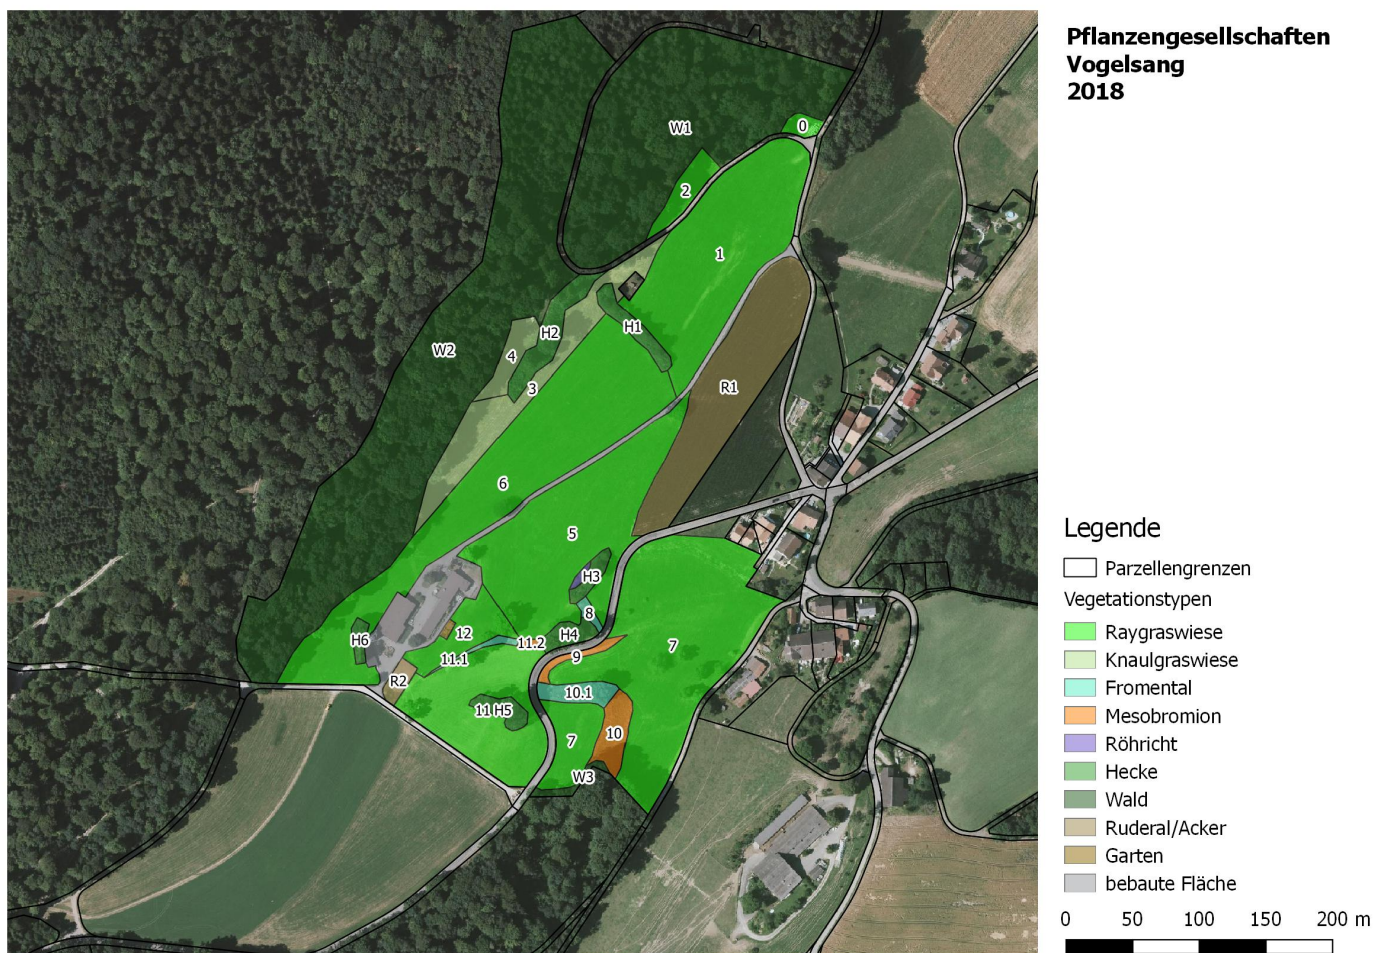 Pflanzengesellschaften
Vogelsang
2018
0
W1
2
1
H1
H2
W2
4
3
R1
6
5
H3
8
H6
12
11.2
H4
11.1
9
7
R2
10.1
11
H5
10
7
W3
Legende
Parzellengrenzen
Vegetationstypen
Raygraswiese
Knaulgraswiese
Fromental
Mesobromion
Röhricht
Hecke
Wald
Ruderal/Acker
Garten
bebaute Fläche
0 50 100 150 200 m